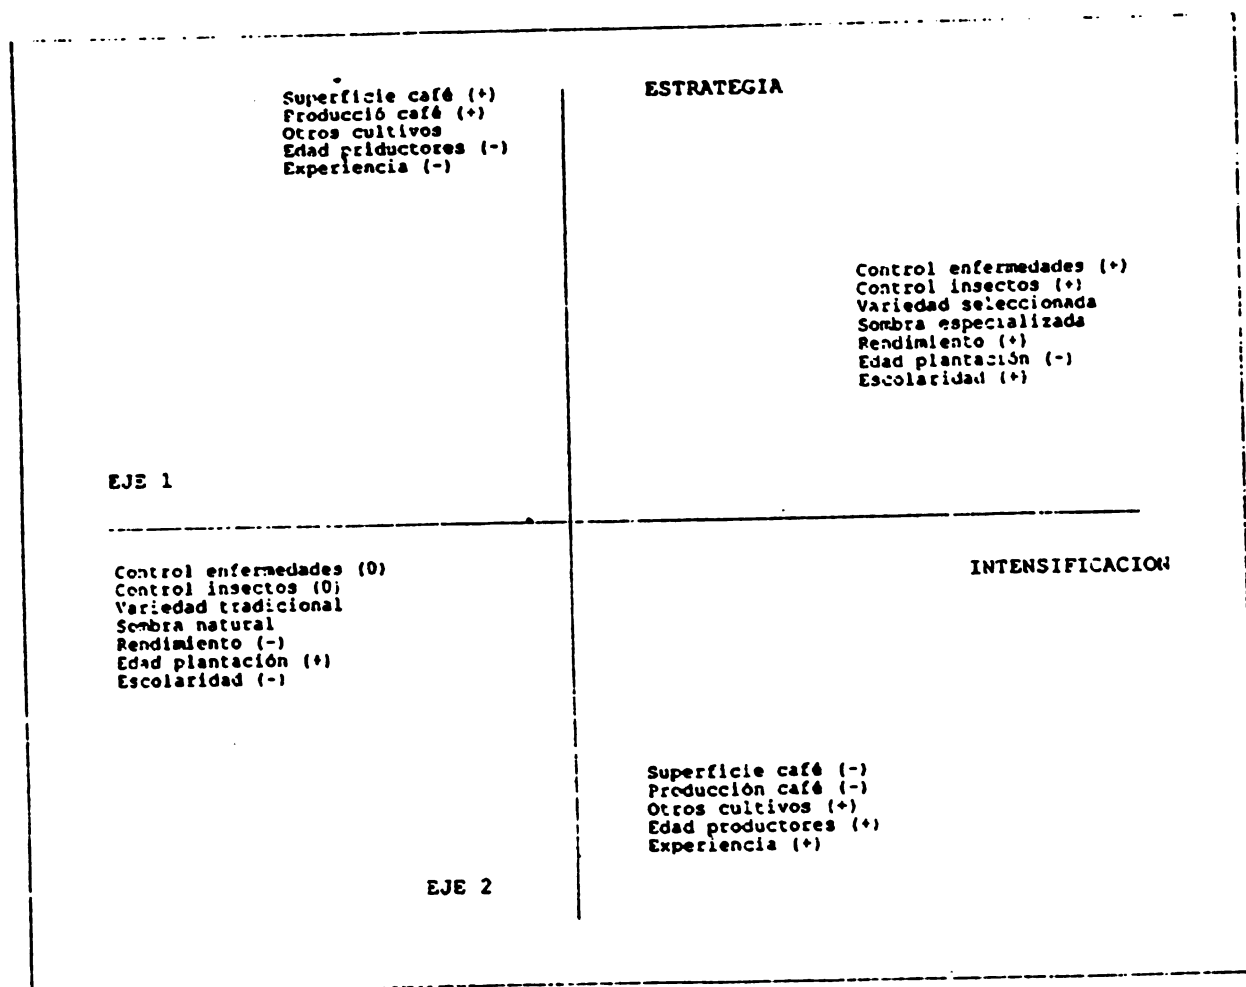 ESTRATEGIA
Superficie café (+)
Producció café (+)
Otros cultivos
Edad priductores (-)
Experiencia (-)
Control enfermedades (+)
Control insectos (+)
Variedad seleccionada
Sombra especializada
Rendimiento (+)
Edad plantación (-)
Escolaridad (+)
EJE 1
Control enfermedades (0)
Control insectos (0)
Variedad tradicional
Sombra natural
Rendimiento (-)
Edad plantación (+)
Escolaridad (-)
INTENSIFICACION
Superficie café (-)
Producción café (-)
Otros cultivos (+)
Edad productores (+)
Experiencia (+)
EJE 2